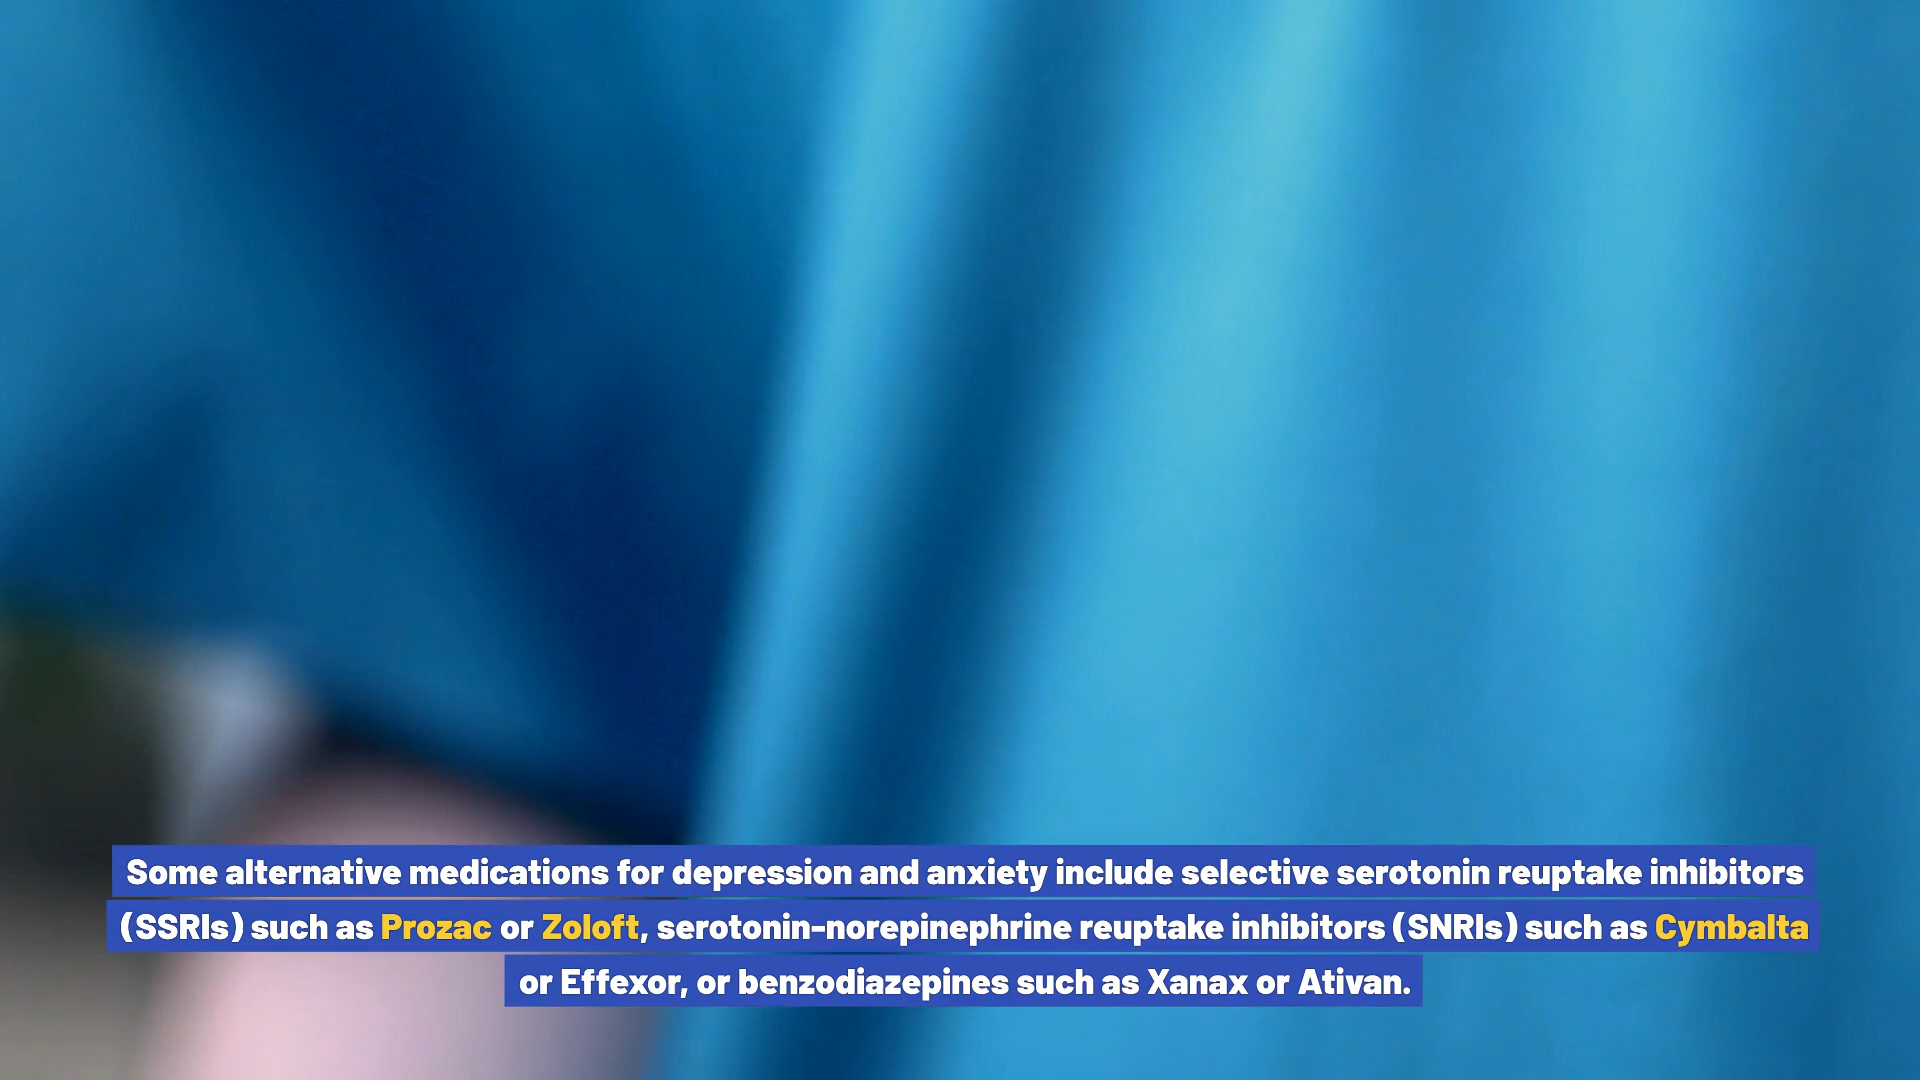 Some alternative medications for depression and anxiety include selective serotonin reuptake inhibitors
(SSRIs) such as Prozac or Zoloft, serotonin-norepinephrine reuptake inhibitors (SNRIs) such as Cymbalta
or Effexor, or benzodiazepines such as Xanax or Ativan.